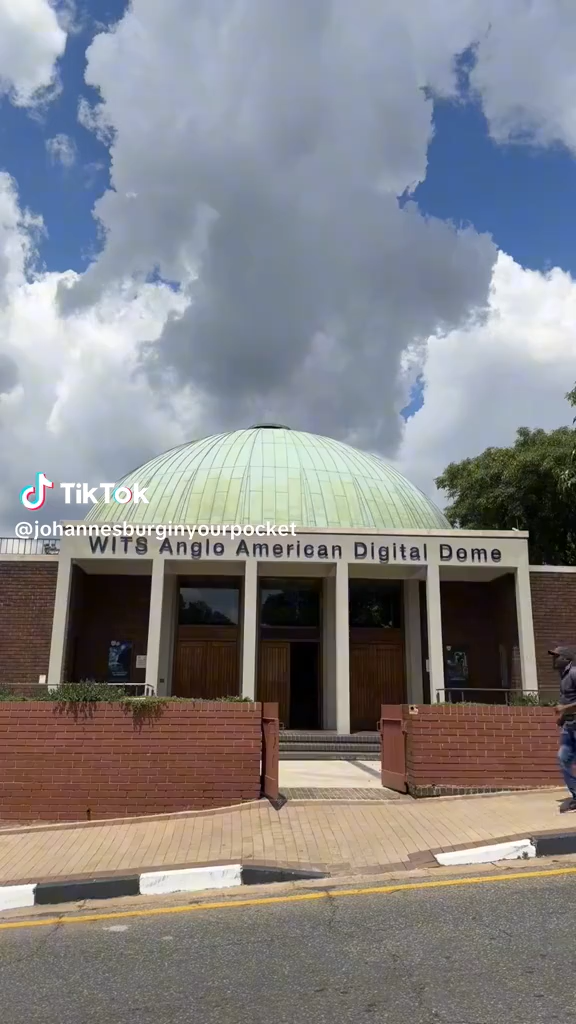 TikTok
@johannesburginyourpocket
WITS Anglo American Digital Dome